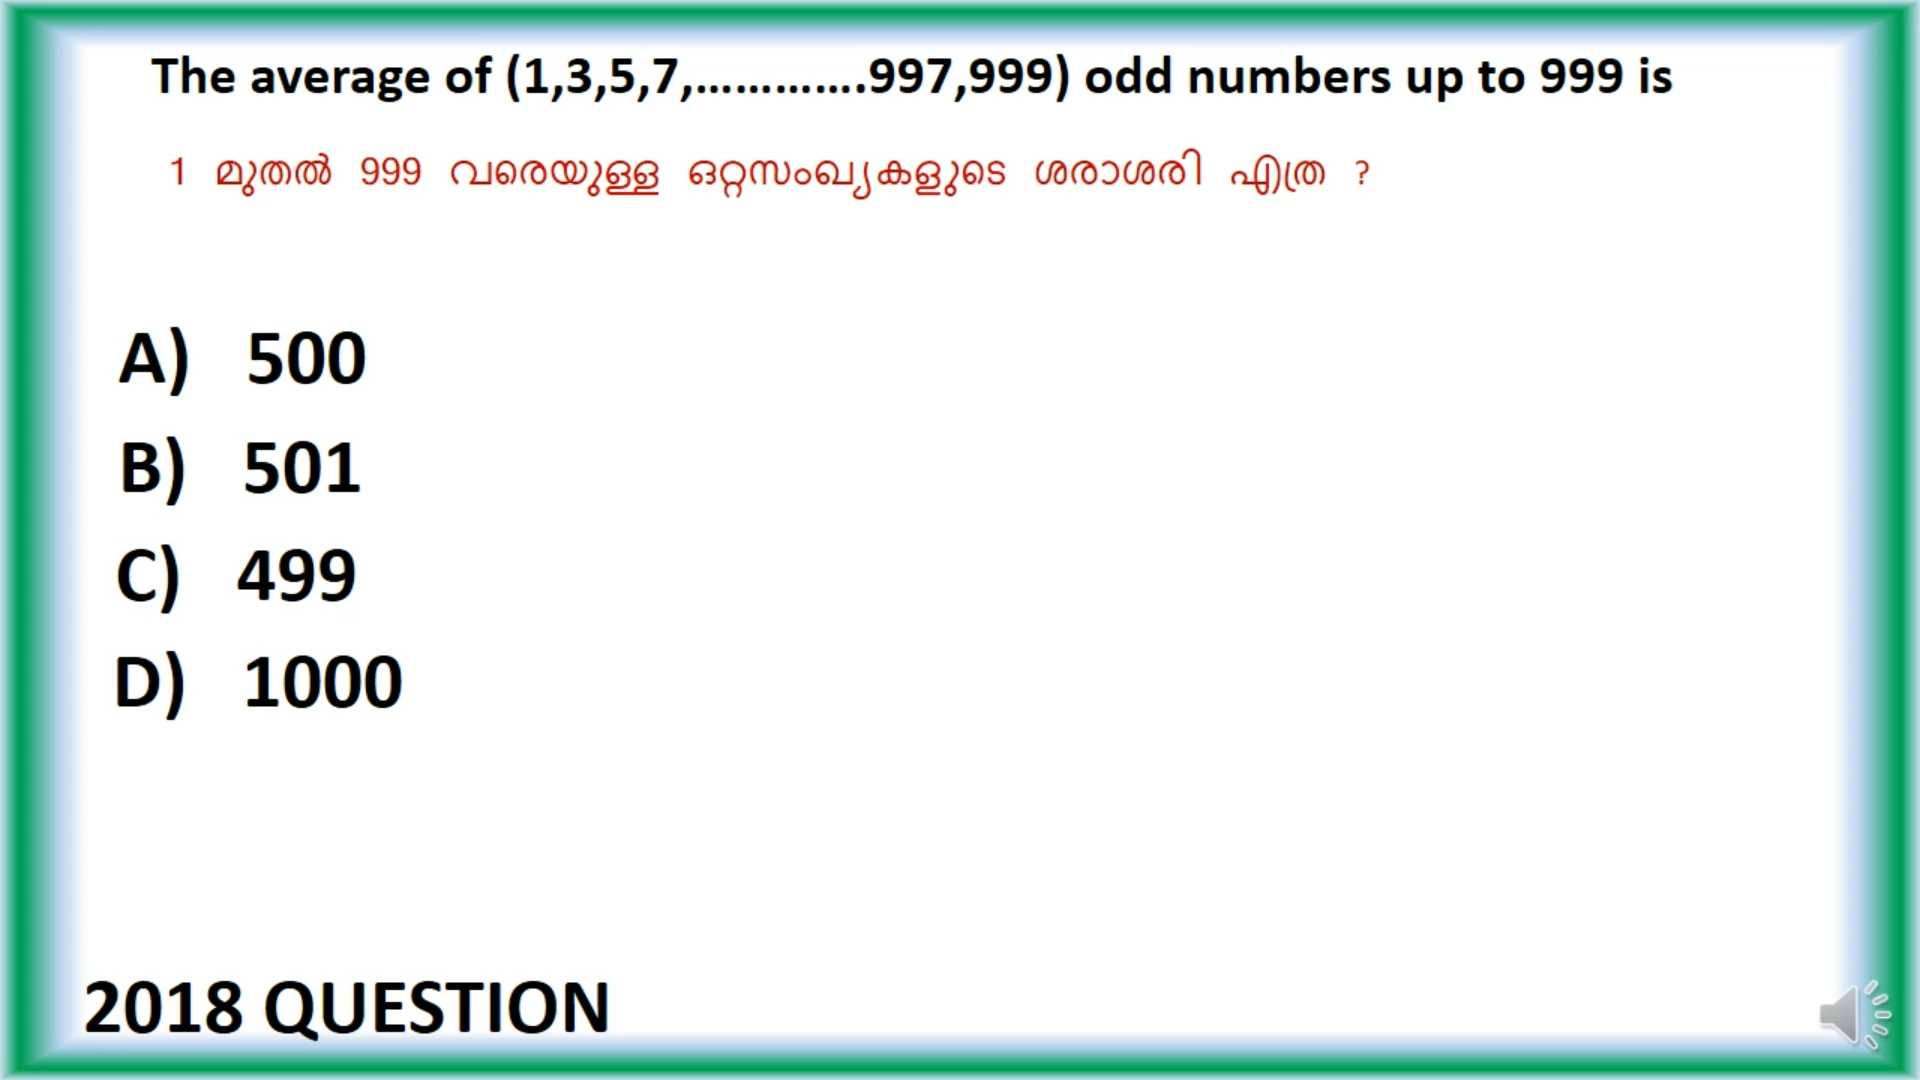 The average of (1,3,5,7,.............997,999) odd numbers up to 999 is
1 മുതൽ 999 വരെയുള്ള ഒറ്റസംഖ്യകളുടെ ശരാശരി എത്ര ?
A) 500
B) 501
C) 499
D) 1000
2018 QUESTION